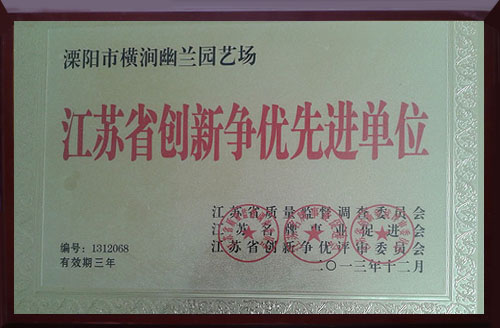 溧阳市横涧幽兰园艺场
江苏省创新争优先进单位
江苏省质量监督调查委员会
江苏名牌事业促进会
江苏省创新争优评审委员会
编号：1312068
有效期三年
二〇一三年十二月